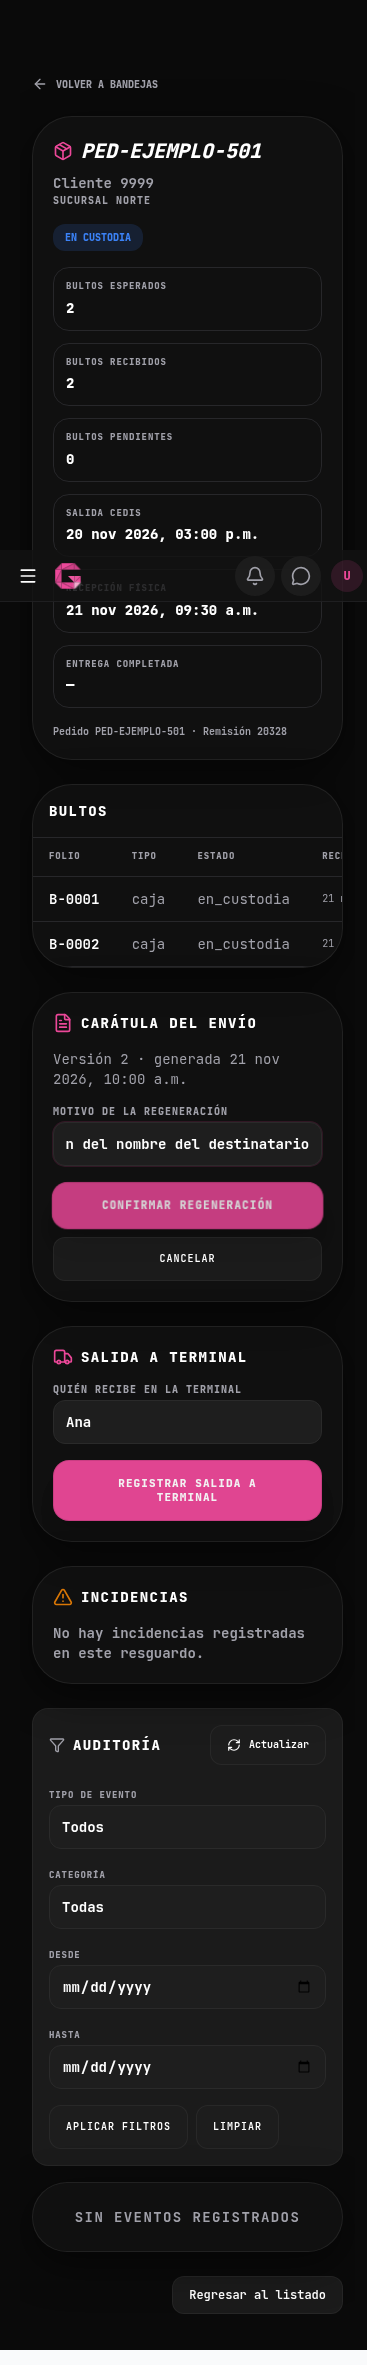 VOLVER A BANDEJAS
PED-EJEMPLO-501
Cliente 9999
SUCURSAL NORTE
EN CUSTODIA
BULTOS ESPERADOS
2
BULTOS RECIBIDOS
2
BULTOS PENDIENTES
0
SALIDA CEDIS
20 nov 2026, 03:00 p.m.
U
FÍSICA
21 nov 2026, 09:30 a.m.
ENTREGA COMPLETADA
—
Pedido PED-EJEMPLO-501 · Remisión 20328
BULTOS
FOLIO TIPO ESTADO
B-0001 caja en_custodia 21
B-0002 caja en_custodia 21
CARÁTULA DEL ENVÍO
Versión 2 · generada 21 nov
2026, 10:00 a.m.
MOTIVO DE LA REGENERACIÓN
n del nombre del destinatario
CONFIRMAR REGENERACIÓN
CANCELAR
SALIDA A TERMINAL
QUIÉN RECIBE EN LA TERMINAL
Ana
REGISTRAR SALIDA A
TERMINAL
INCIDENCIAS
No hay incidencias registradas
en este resguardo.
AUDITORÍA
Actualizar
TIPO DE EVENTO
Todos
CATEGORÍA
Todas
DESDE
mm/dd/yyyy
HASTA
mm/dd/yyyy
APLICAR FILTROS LIMPIAR
SIN EVENTOS REGISTRADOS
Regresar al listado